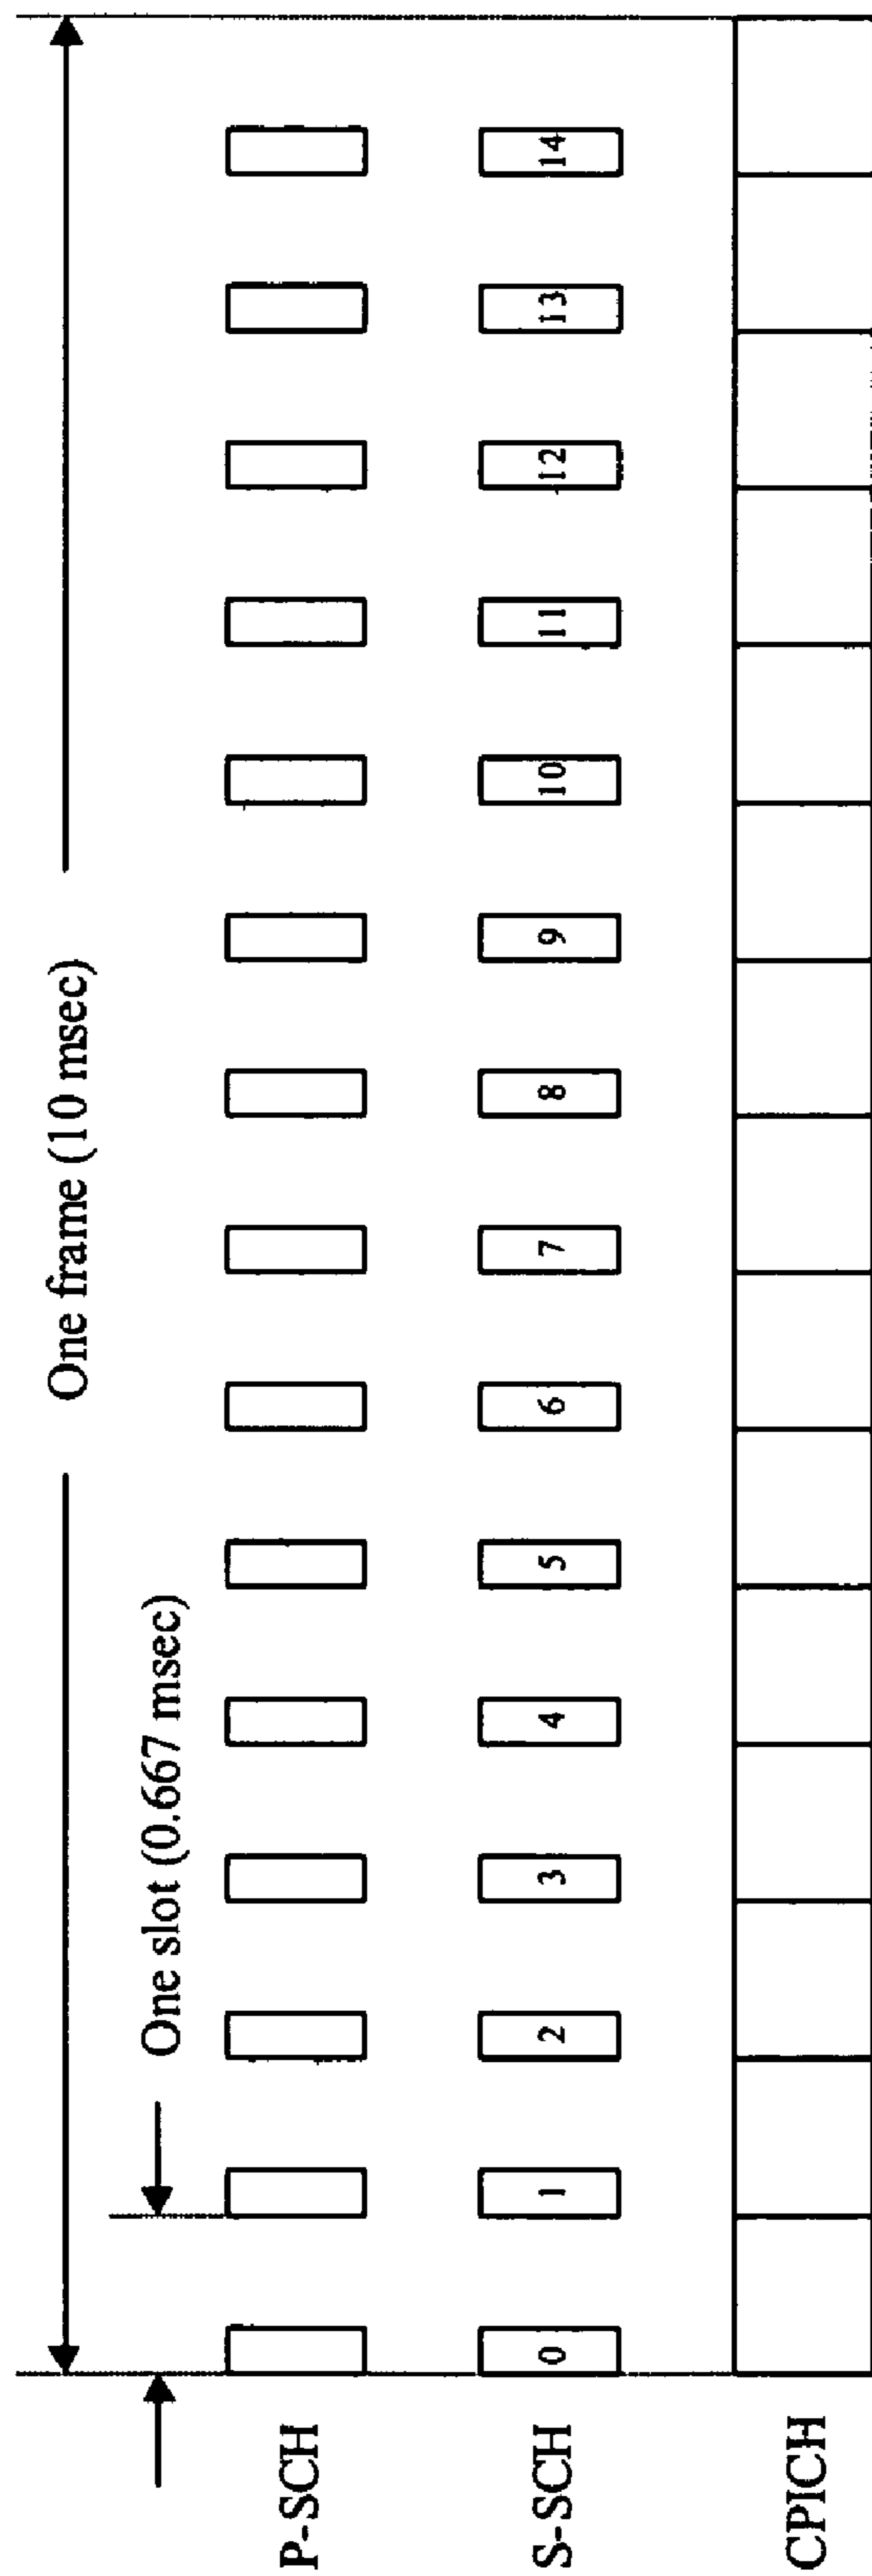 One frame (10 msec)
One slot (0.667 msec)
P-SCH
S-SCH
0 1 2 3 4 5 6 7 8 9 10 11 12 13 14
CPICH